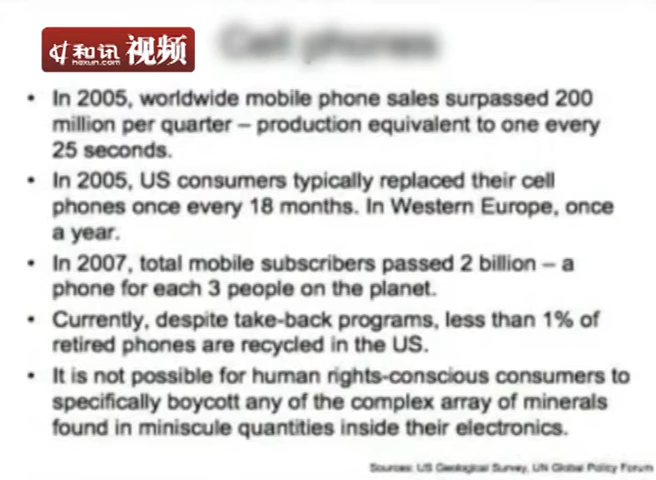 和讯 视频
hexun.com
Cell phones
• In 2005, worldwide mobile phone sales surpassed 200
million per quarter – production equivalent to one every
25 seconds.
• In 2005, US consumers typically replaced their cell
phones once every 18 months. In Western Europe, once
a year.
• In 2007, total mobile subscribers passed 2 billion – a
phone for each 3 people on the planet.
• Currently, despite take-back programs, less than 1% of
retired phones are recycled in the US.
• It is not possible for human rights-conscious consumers to
specifically boycott any of the complex array of minerals
found in miniscule quantities inside their electronics.
Sources: US Geological Survey, UN Global Policy Forum